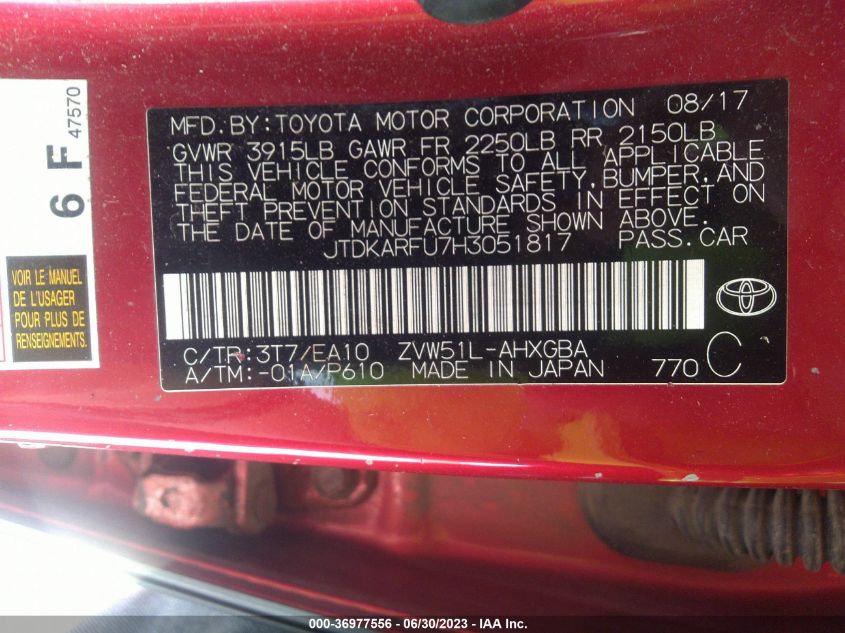 6 F 47570
VOIR LE MANUEL
DE L'USAGER
POUR PLUS DE
RENSEIGNEMENTS.
MFD.BY:TOYOTA MOTOR CORPORATION 08/17
GVWR 3915LB GAWR FR 2250LB RR 2150LB
THIS VEHICLE CONFORMS TO ALL APPLICABLE
FEDERAL MOTOR VEHICLE SAFETY,BUMPER,AND
THEFT PREVENTION STANDARDS IN EFFECT ON
THE DATE OF MANUFACTURE SHOWN ABOVE.
JTDKARFU7H3051817 PASS.CAR
C/TR:3T7/EA10 ZVW51L-AHXGBA
A/TM:-01A/P610 MADE IN JAPAN 770 C
000-36977556 - 06/30/2023 - IAA Inc.